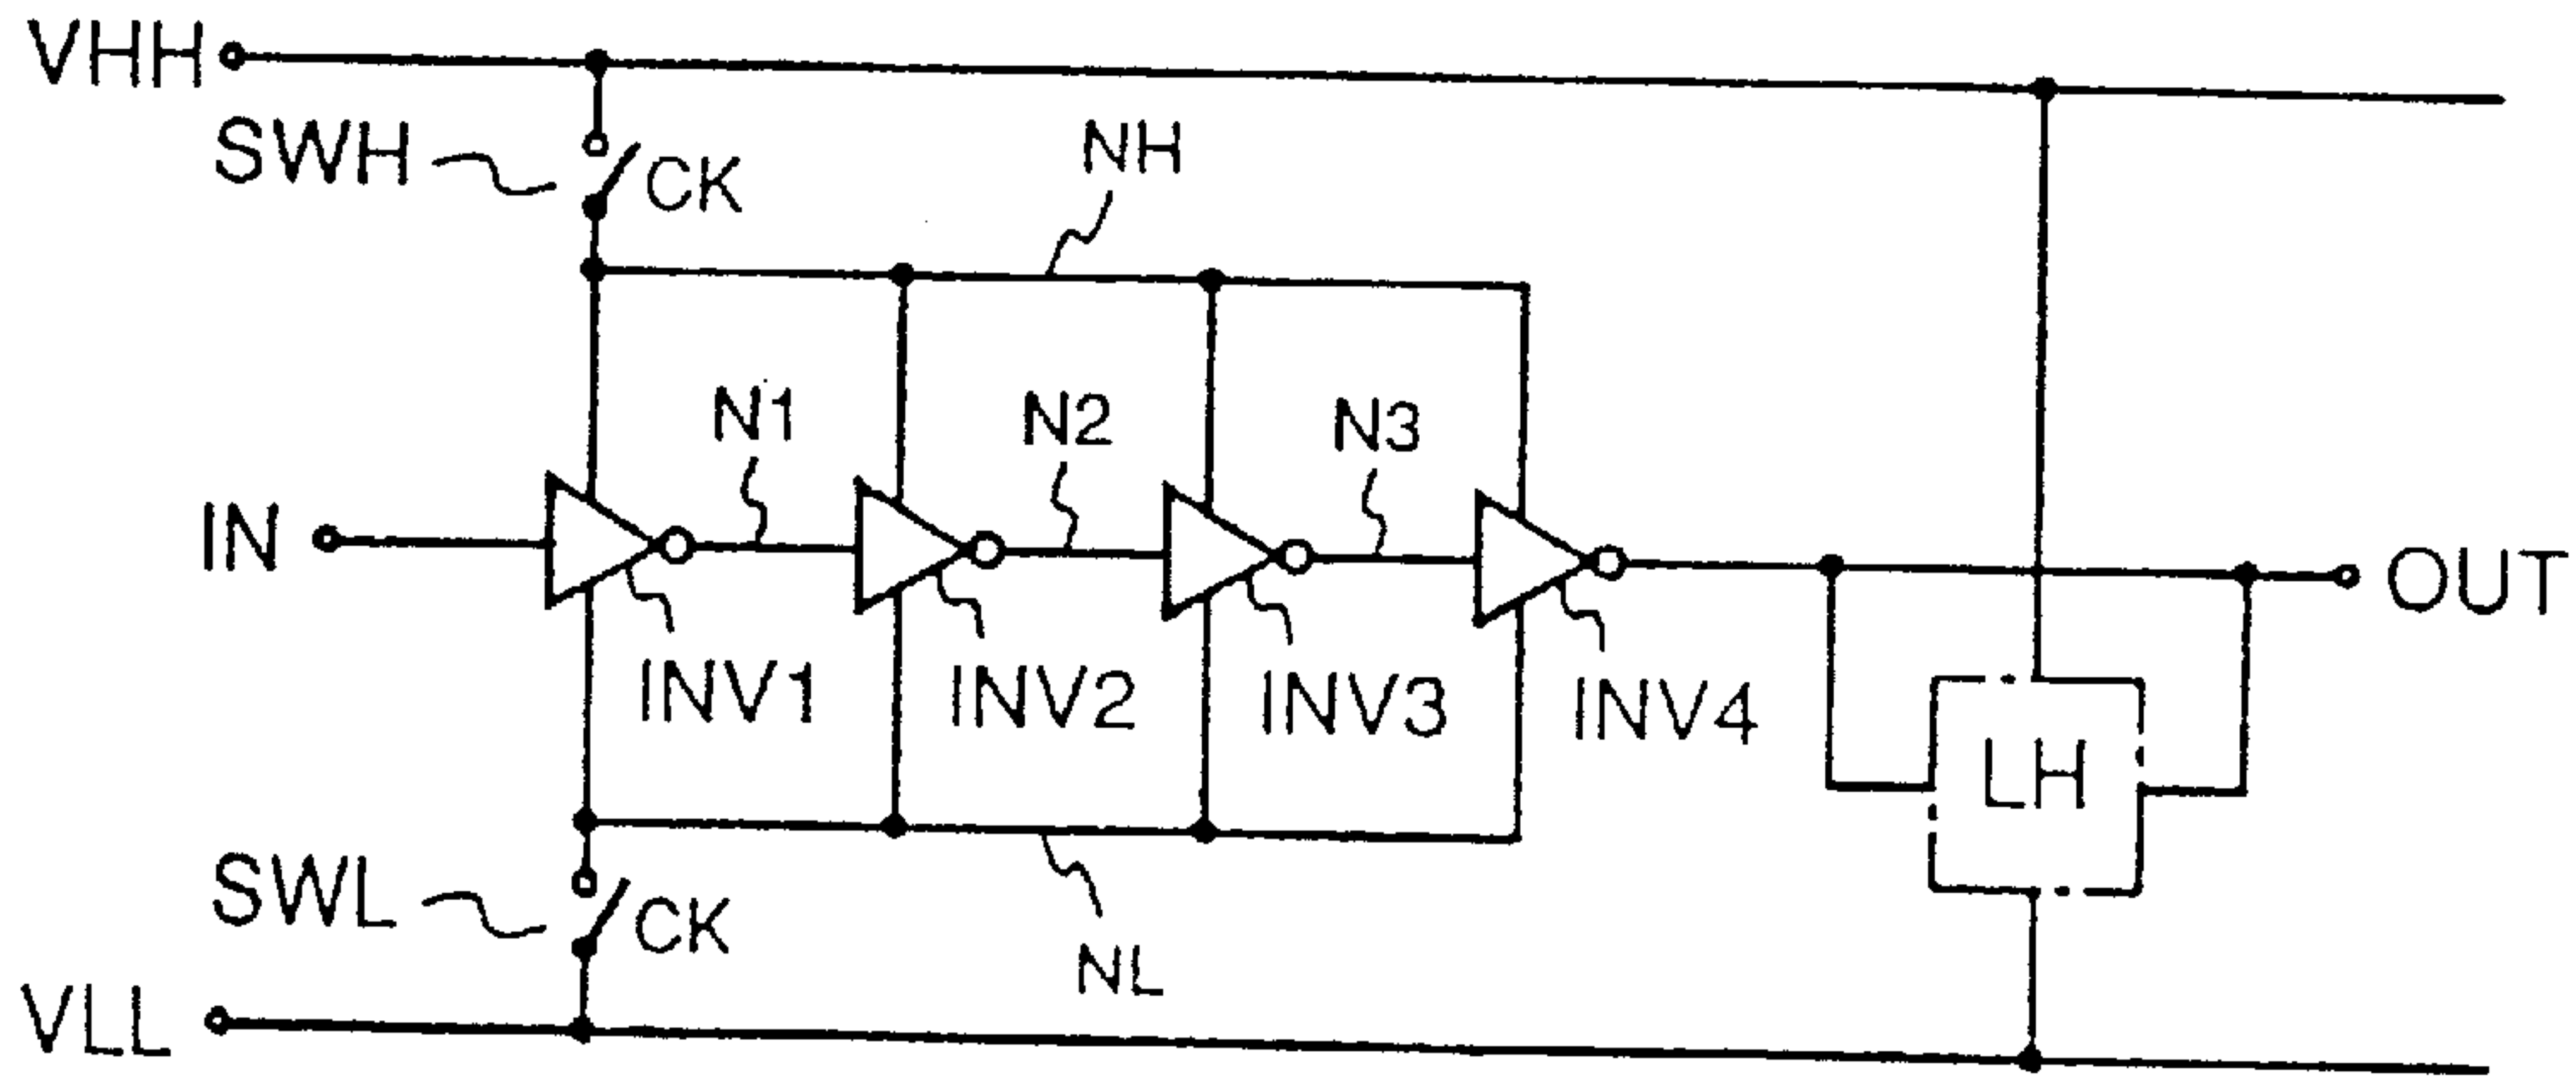 VHH
SWH
CK
NH
N1
N2
N3
IN
OUT
INV1
INV2
INV3
INV4
LH
SWL
CK
NL
VLL